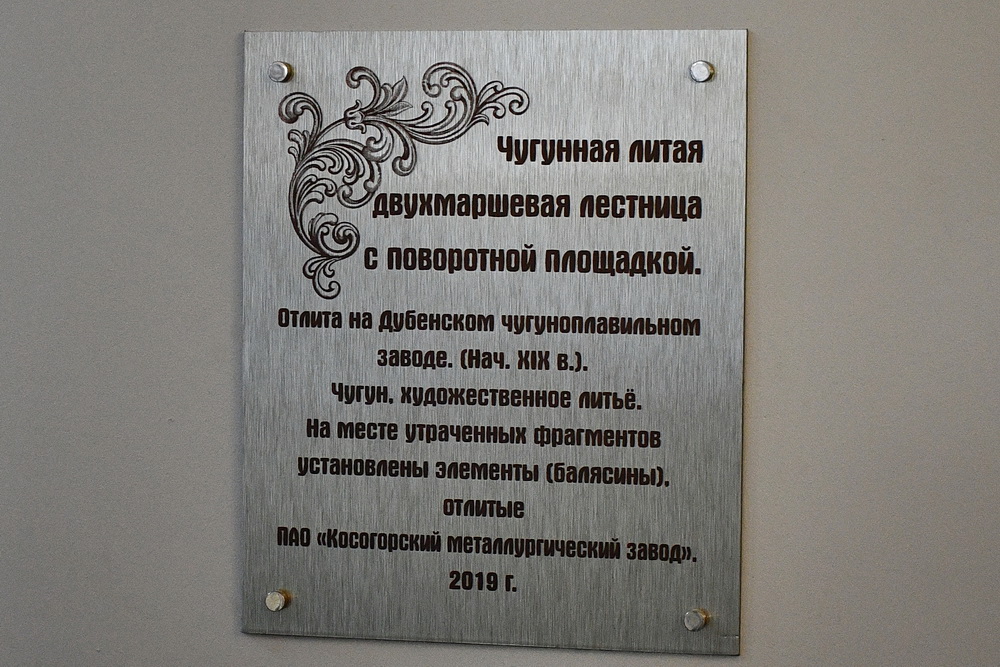 Чугунная литая
двухмаршевая лестница
с поворотной площадкой.
Отлита на Дубенском чугуноплавильном
заводе. (Нач. XIX в.).
Чугун, художественное литьё.
На месте утраченных фрагментов
установлены элементы (балясины),
отлитые
ПАО «Косогорский металлургический завод».
2019 г.